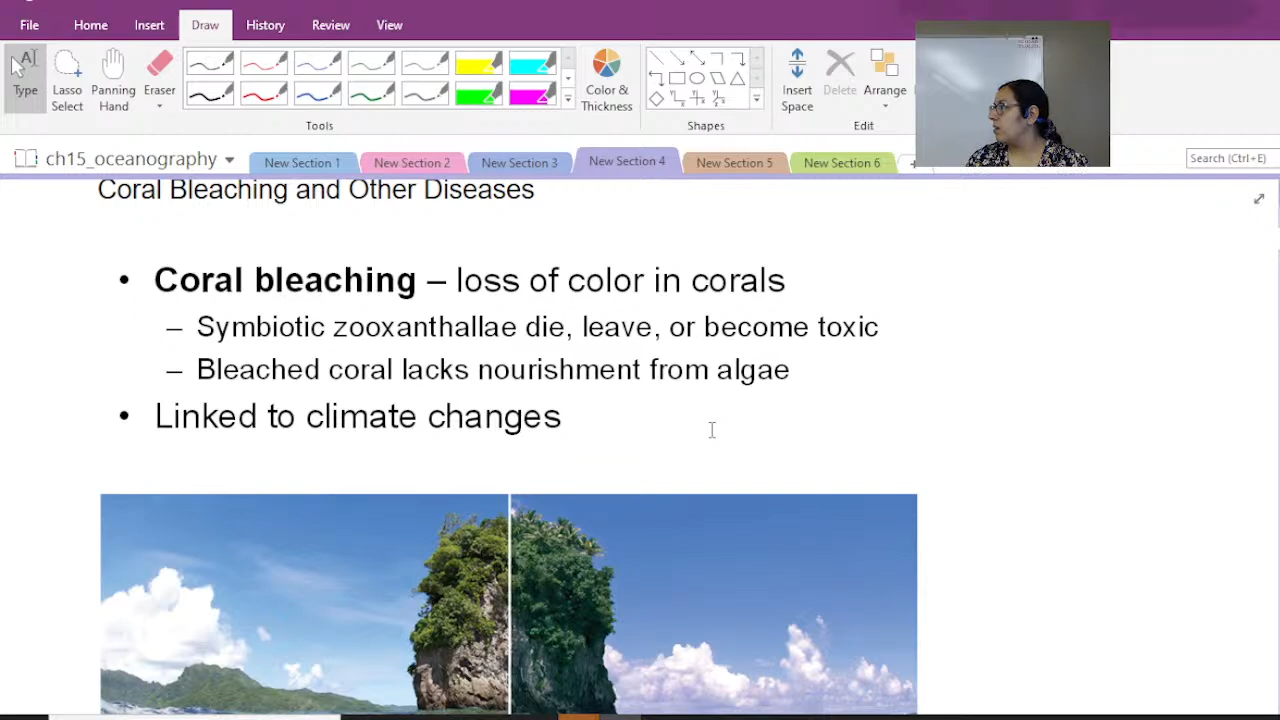 File Home Insert Draw History Review View
Type
Lasso Select
Panning Hand
Eraser
Color & Thickness
Insert Space
Delete
Arrange
Tools
Shapes
Edit
ch15_oceanography
New Section 1
New Section 2
New Section 3
New Section 4
New Section 5
New Section 6
Search (Ctrl+E)
Coral Bleaching and Other Diseases
• Coral bleaching – loss of color in corals
– Symbiotic zooxanthallae die, leave, or become toxic
– Bleached coral lacks nourishment from algae
• Linked to climate changes